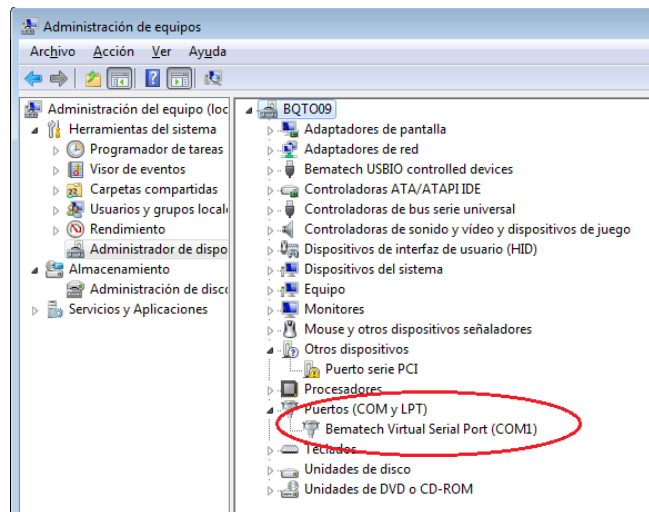 Administración de equipos
Archivo Acción Ver Ayuda
Administración del equipo (loc
Herramientas del sistema
Programador de tareas
Visor de eventos
Carpetas compartidas
Usuarios y grupos locale
Rendimiento
Administrador de dispo
Almacenamiento
Administración de disco
Servicios y Aplicaciones
BQTO09
Adaptadores de pantalla
Adaptadores de red
Bematech USBIO controlled devices
Controladoras ATA/ATAPI IDE
Controladoras de bus serie universal
Controladoras de sonido y vídeo y dispositivos de juego
Dispositivos de interfaz de usuario (HID)
Dispositivos del sistema
Equipo
Monitores
Mouse y otros dispositivos señaladores
Otros dispositivos
Puerto serie PCI
Procesadores
Puertos (COM y LPT)
Bematech Virtual Serial Port (COM1)
Teclados
Unidades de disco
Unidades de DVD o CD-ROM